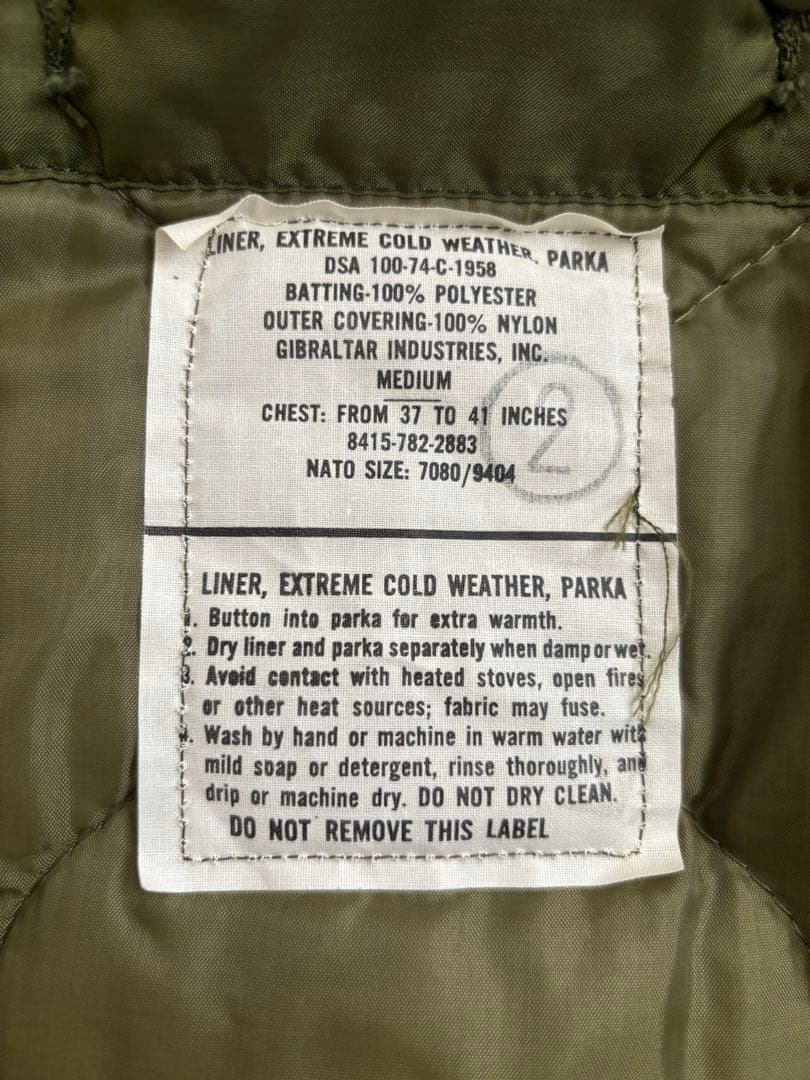 LINER, EXTREME COLD WEATHER, PARKA
DSA 100-74-C-1958
BATTING-100% POLYESTER
OUTER COVERING-100% NYLON
GIBRALTAR INDUSTRIES, INC.
MEDIUM
CHEST: FROM 37 TO 41 INCHES
8415-782-2883
NATO SIZE: 7080/9404
2
LINER, EXTREME COLD WEATHER, PARKA
1. Button into parka for extra warmth.
2. Dry liner and parka separately when damp or wet.
3. Avoid contact with heated stoves, open fires
or other heat sources; fabric may fuse.
4. Wash by hand or machine in warm water with
mild soap or detergent, rinse thoroughly, and
drip or machine dry. DO NOT DRY CLEAN.
DO NOT REMOVE THIS LABEL